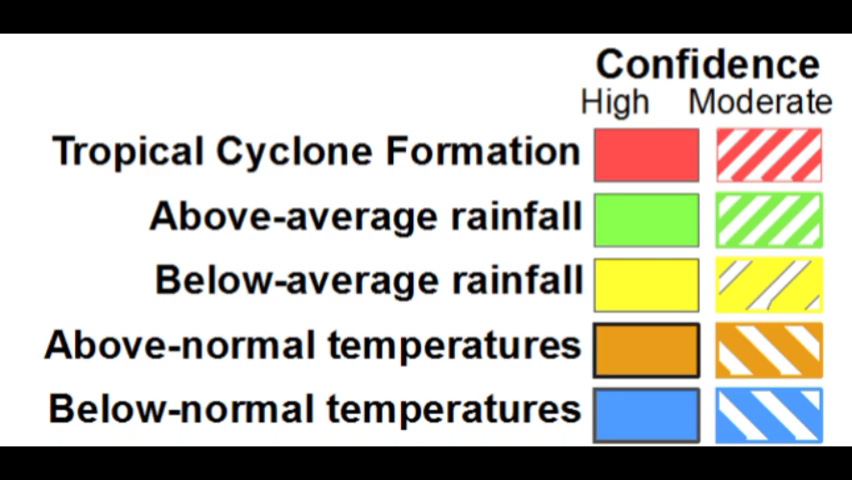 Confidence
High Moderate
Tropical Cyclone Formation
Above-average rainfall
Below-average rainfall
Above-normal temperatures
Below-normal temperatures